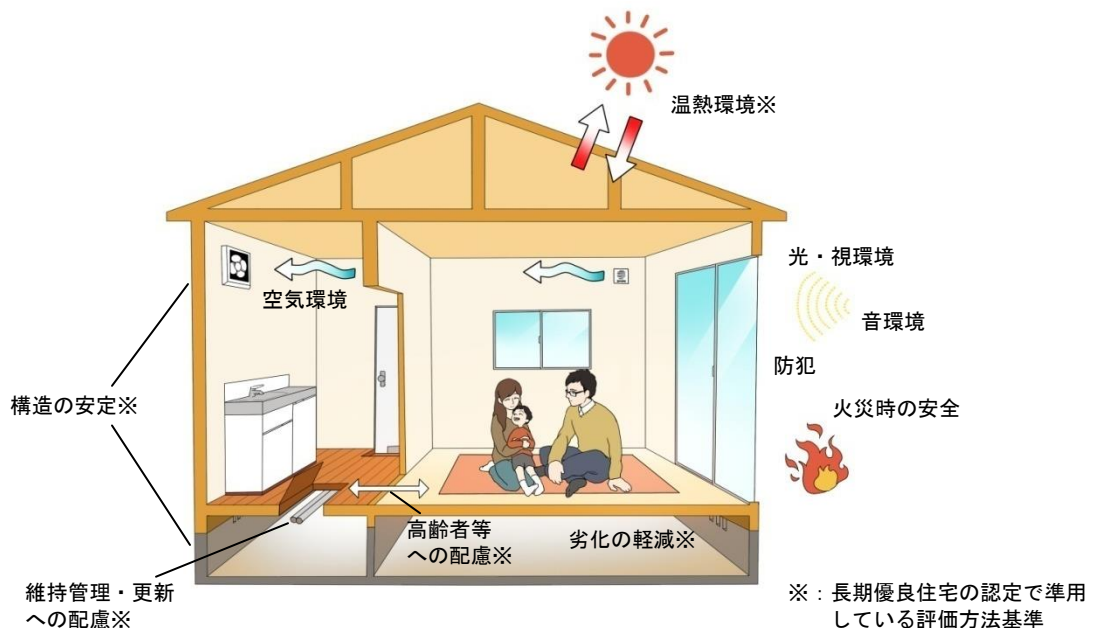 温熱環境※
光・視環境
空気環境
音環境
防犯
構造の安定※
火災時の安全
高齢者等
への配慮※
劣化の軽減※
維持管理・更新
への配慮※
※：長期優良住宅の認定で準用
している評価方法基準